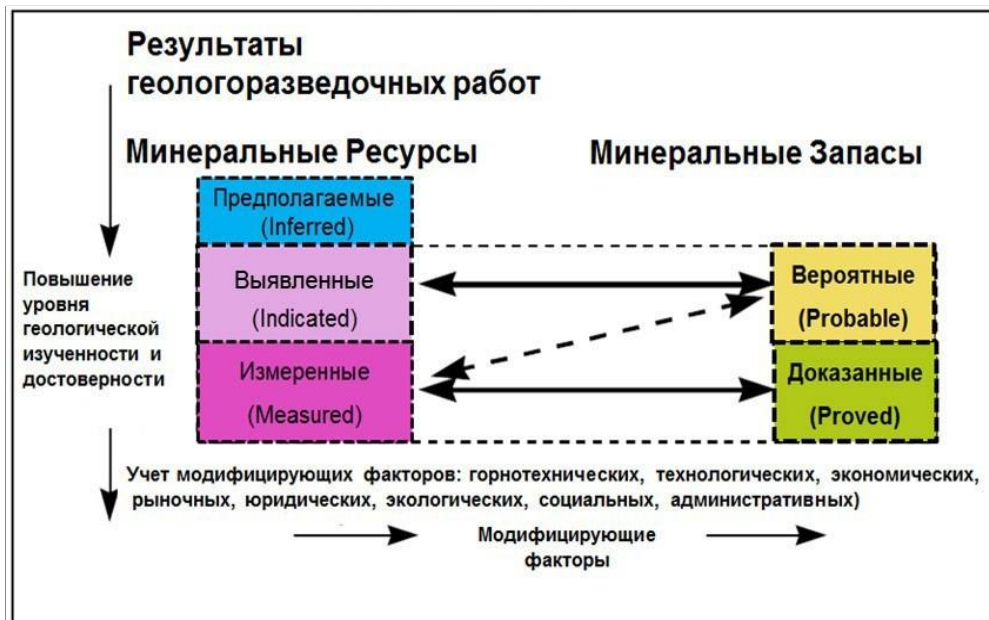 Результаты
геологоразведочных работ
Минеральные Ресурсы
Минеральные Запасы
Предполагаемые
(Inferred)
Выявленные
(Indicated)
Измеренные
(Measured)
Вероятные
(Probable)
Доказанные
(Proved)
Повышение
уровня
геологической
изученности и
достоверности
Учет модифицирующих факторов: горнотехнических, технологических, экономических,
рыночных, юридических, экологических, социальных, административных)
Модифицирующие
факторы